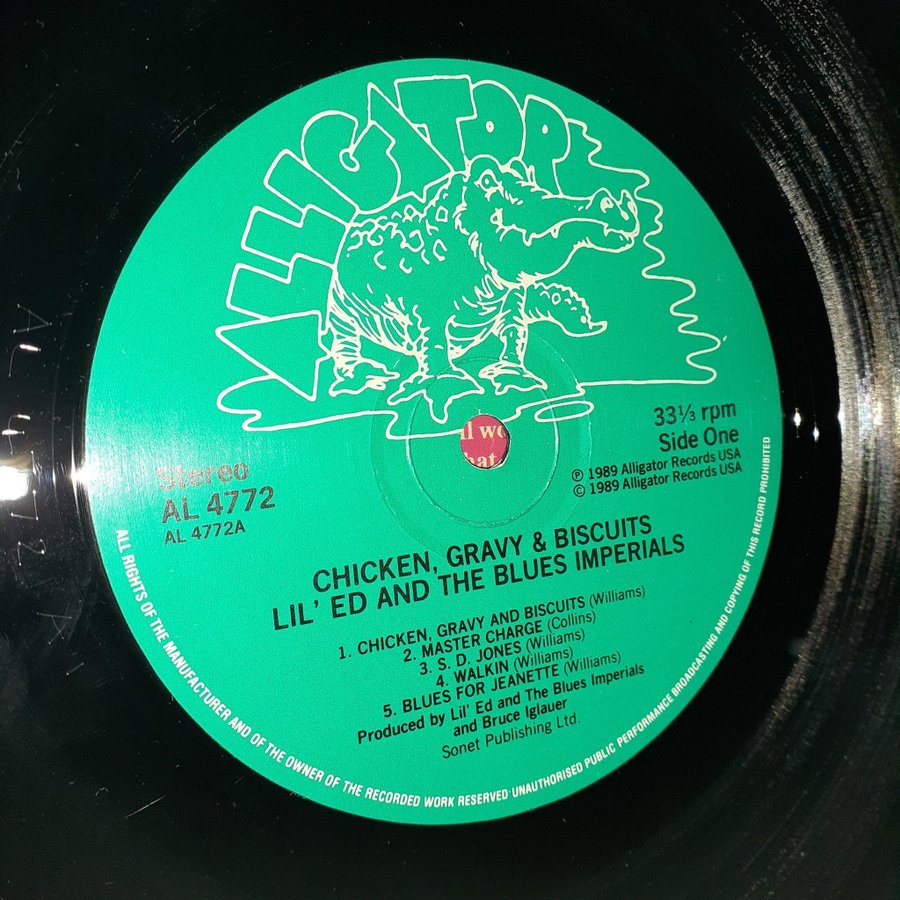 ALLIGATOR
33⅓ rpm
Side One
Ⓟ 1989 Alligator Records USA
© 1989 Alligator Records USA
Stereo
AL 4772
AL 4772A
CHICKEN, GRAVY & BISCUITS
LIL' ED AND THE BLUES IMPERIALS
1. CHICKEN, GRAVY AND BISCUITS (Williams)
2. MASTER CHARGE (Collins)
3. S. D. JONES (Williams)
4. WALKIN (Williams)
5. BLUES FOR JEANETTE (Williams)
Produced by Lil' Ed and The Blues Imperials
and Bruce Iglauer
Sonet Publishing Ltd.
ALL RIGHTS OF THE MANUFACTURER AND OF THE OWNER OF THE RECORDED WORK RESERVED·UNAUTHORISED PUBLIC PERFORMANCE BROADCASTING AND COPYING OF THIS RECORD PROHIBITED